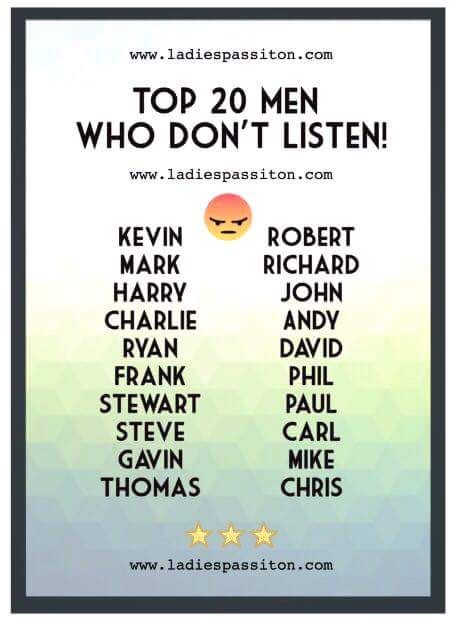 www.ladiespassiton.com
TOP 20 MEN
WHO DON'T LISTEN!
www.ladiespassiton.com
KEVIN
MARK
HARRY
CHARLIE
RYAN
FRANK
STEWART
STEVE
GAVIN
THOMAS
ROBERT
RICHARD
JOHN
ANDY
DAVID
PHIL
PAUL
CARL
MIKE
CHRIS
www.ladiespassiton.com